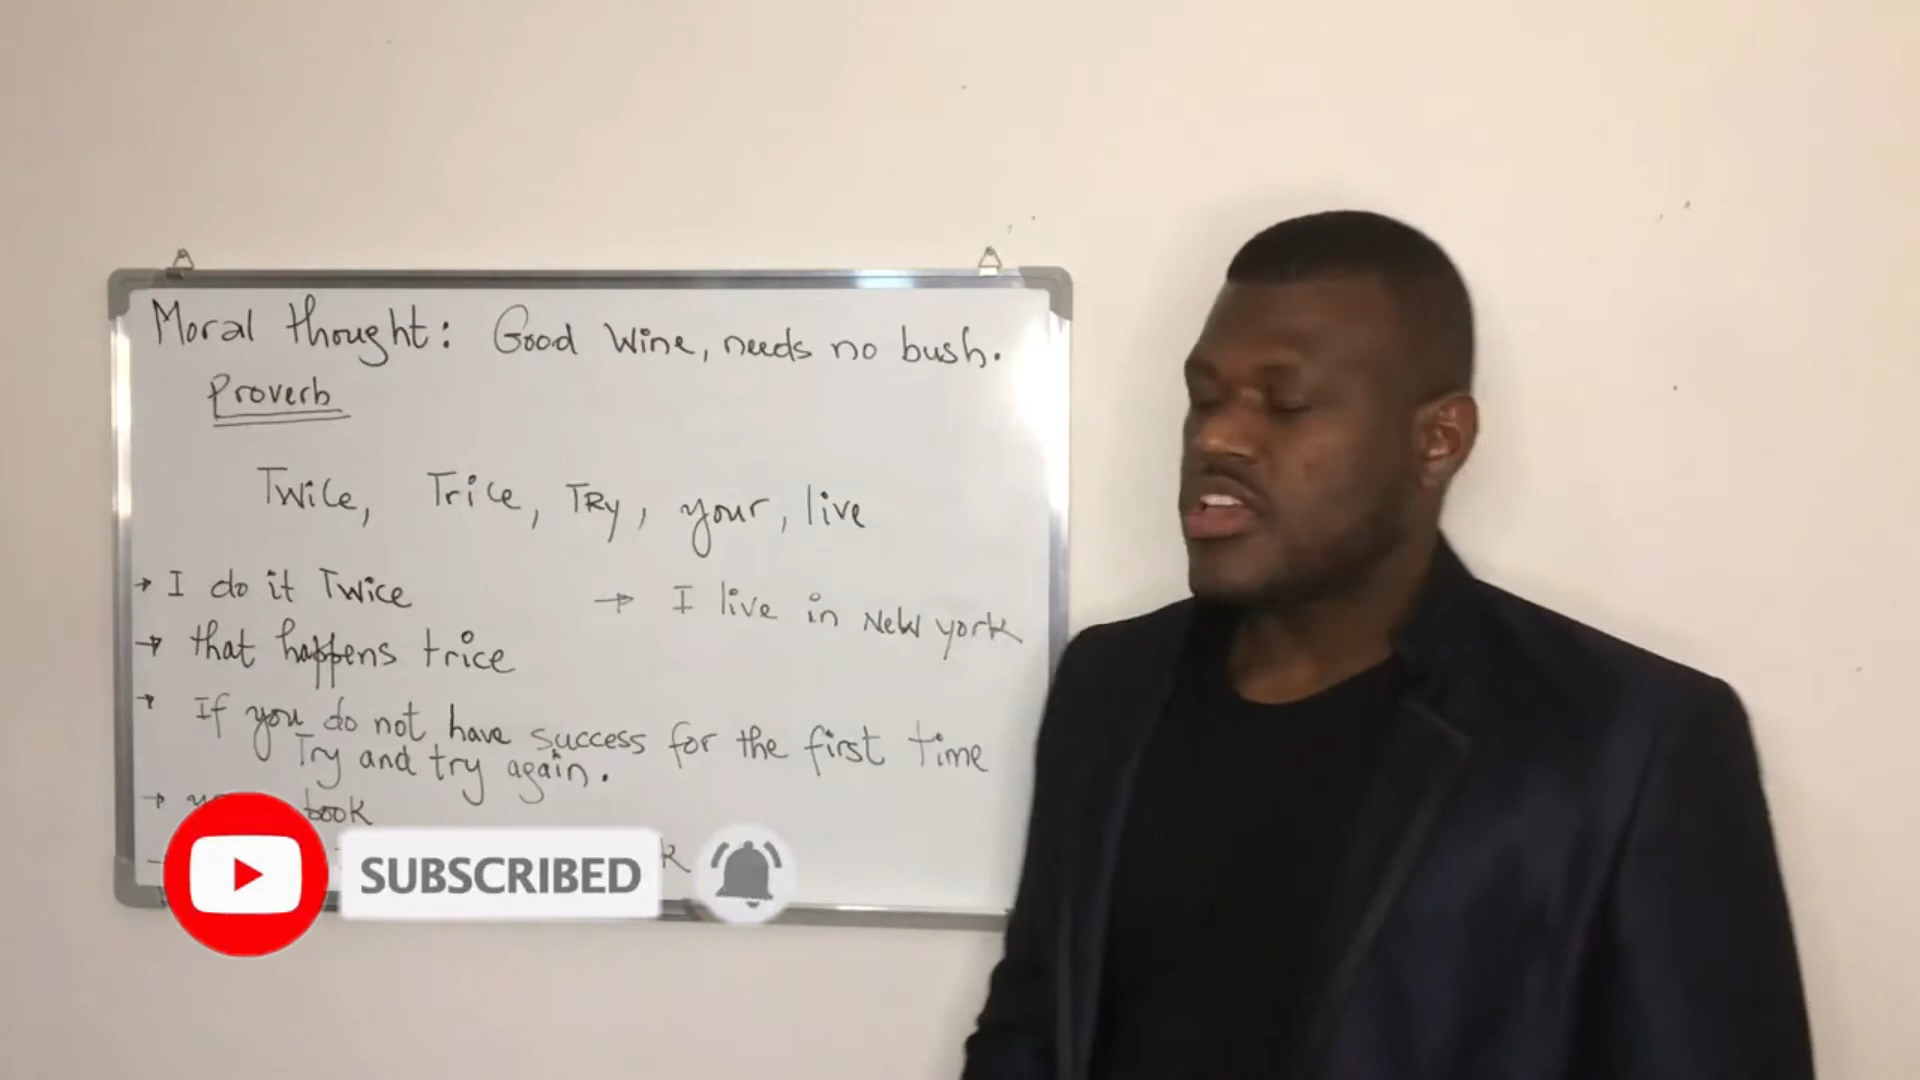 Moral thought: Good Wine, needs no bush.
Proverb
Twice, Trice, TRY, your, live
→ I do it Twice
→ I live in New york
→ that happens trice
→ If you do not have success for the first time
Try and try again.
→ book
SUBSCRIBED